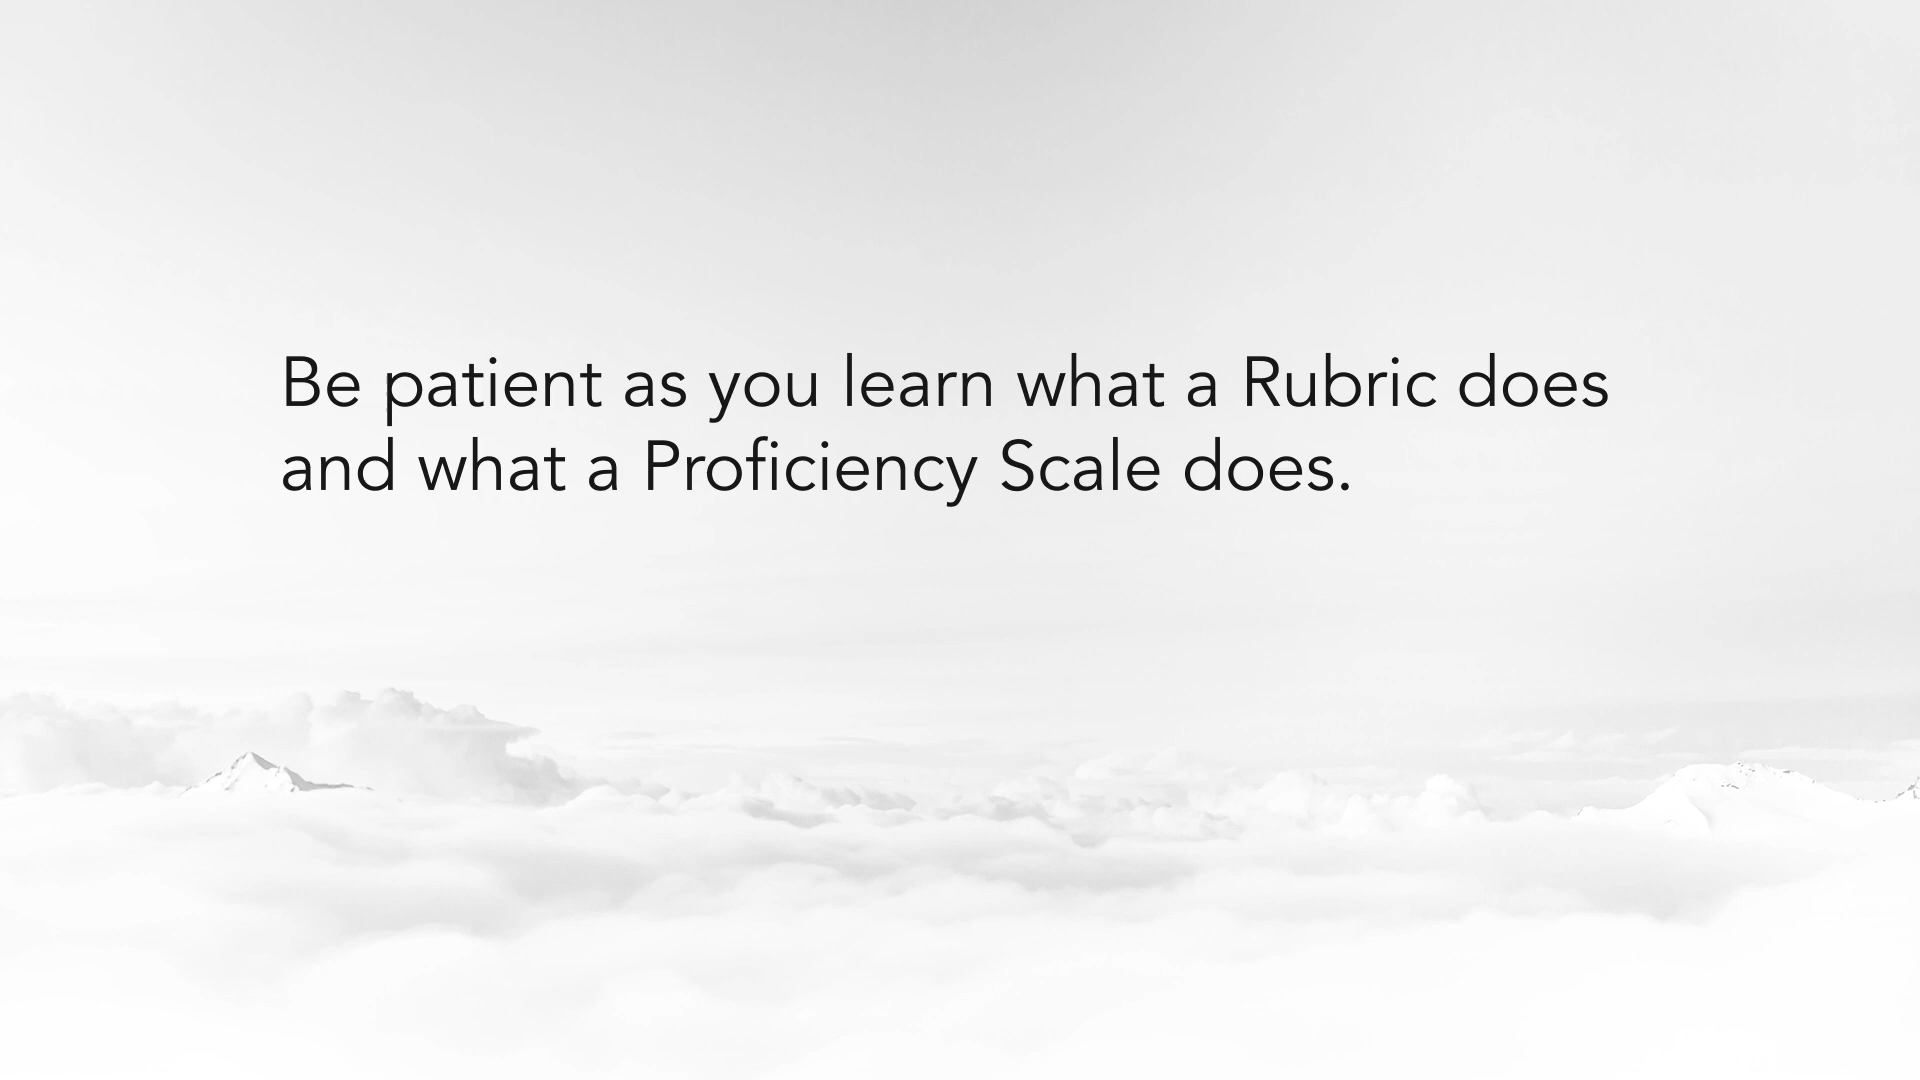 Be patient as you learn what a Rubric does
and what a Proficiency Scale does.